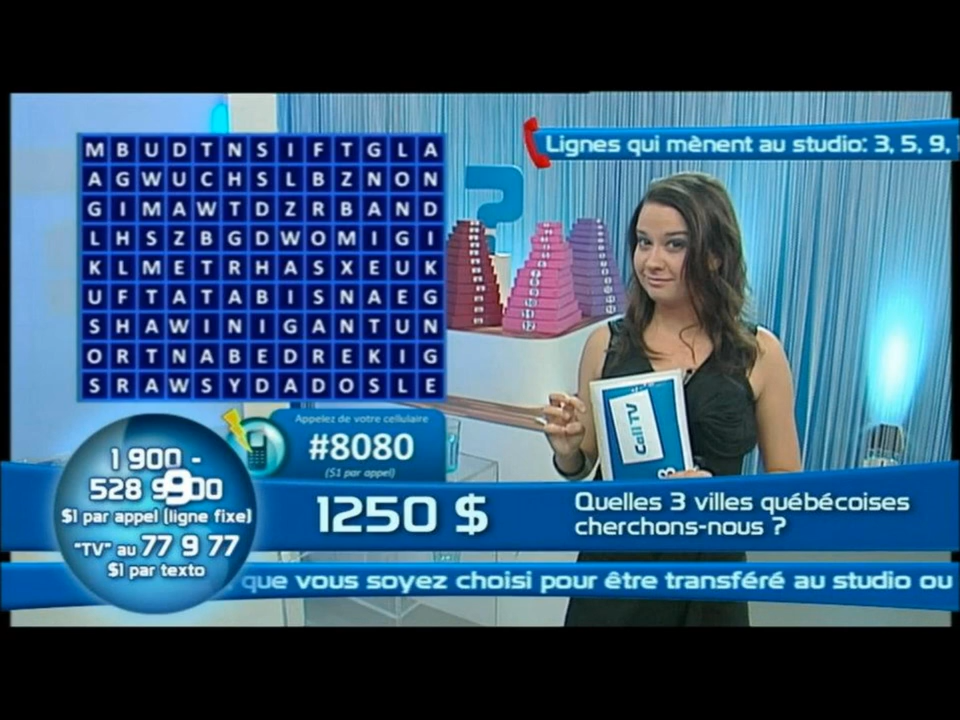 Lignes qui mènent au studio: 3, 5, 9,
M B U D T N S I F T G L A
A G W U C H S L B Z N O N
G I M A W T D Z R B A N D
L H S Z B G D W O M I G I
K L M E T R H A S X E U K
U F T A T A B I S N A E G
S H A W I N I G A N T U N
O R T N A B E D R E K I G
S R A W S Y D A D O S L E
?
Call TV
Appelez de votre cellulaire
#8080
($1 par appel)
1 900 -
528 9900
$1 par appel (ligne fixe)
"TV" au 77 9 77
$1 par texto
1250 $
Quelles 3 villes québécoises
cherchons-nous ?
que vous soyez choisi pour être transféré au studio ou